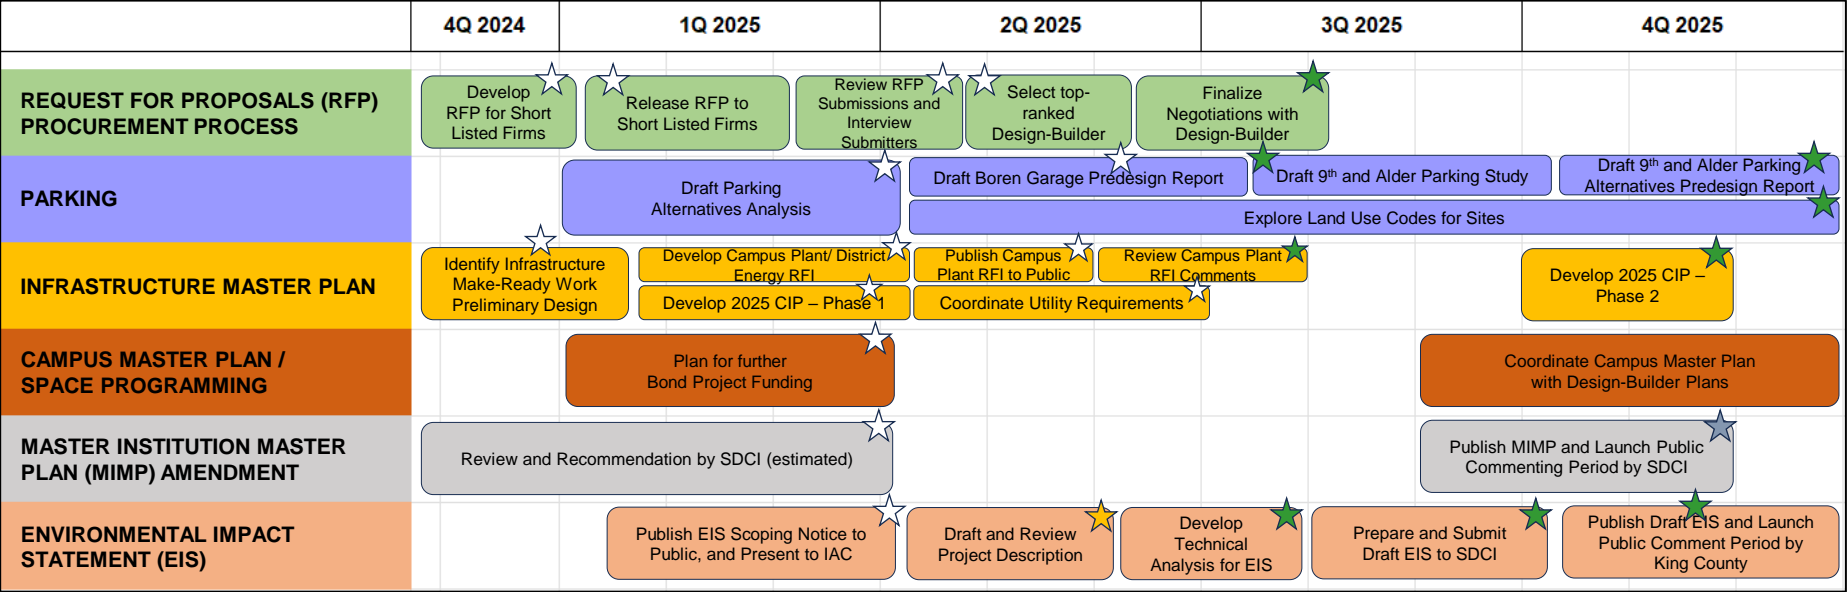 4Q 2024
1Q 2025
2Q 2025
3Q 2025
4Q 2025
REQUEST FOR PROPOSALS (RFP)
PROCUREMENT PROCESS
Develop
RFP for Short
Listed Firms
Release RFP to
Short Listed Firms
Review RFP
Submissions and
Interview
Submitters
Select top-
ranked
Design-Builder
Finalize
Negotiations with
Design-Builder
PARKING
Draft Parking
Alternatives Analysis
Draft Boren Garage Predesign Report
Draft 9th and Alder Parking Study
Draft 9th and Alder Parking
Alternatives Predesign Report
Explore Land Use Codes for Sites
INFRASTRUCTURE MASTER PLAN
Identify Infrastructure
Make-Ready Work
Preliminary Design
Develop Campus Plant/ District
Energy RFI
Develop 2025 CIP – Phase 1
Publish Campus
Plant RFI to Public
Coordinate Utility Requirements
Review Campus Plant
RFI Comments
Develop 2025 CIP –
Phase 2
CAMPUS MASTER PLAN /
SPACE PROGRAMMING
Plan for further
Bond Project Funding
Coordinate Campus Master Plan
with Design-Builder Plans
MASTER INSTITUTION MASTER
PLAN (MIMP) AMENDMENT
Review and Recommendation by SDCI (estimated)
Publish MIMP and Launch Public
Commenting Period by SDCI
ENVIRONMENTAL IMPACT
STATEMENT (EIS)
Publish EIS Scoping Notice to
Public, and Present to IAC
Draft and Review
Project Description
Develop
Technical
Analysis for EIS
Prepare and Submit
Draft EIS to SDCI
Publish Draft EIS and Launch
Public Comment Period by
King County